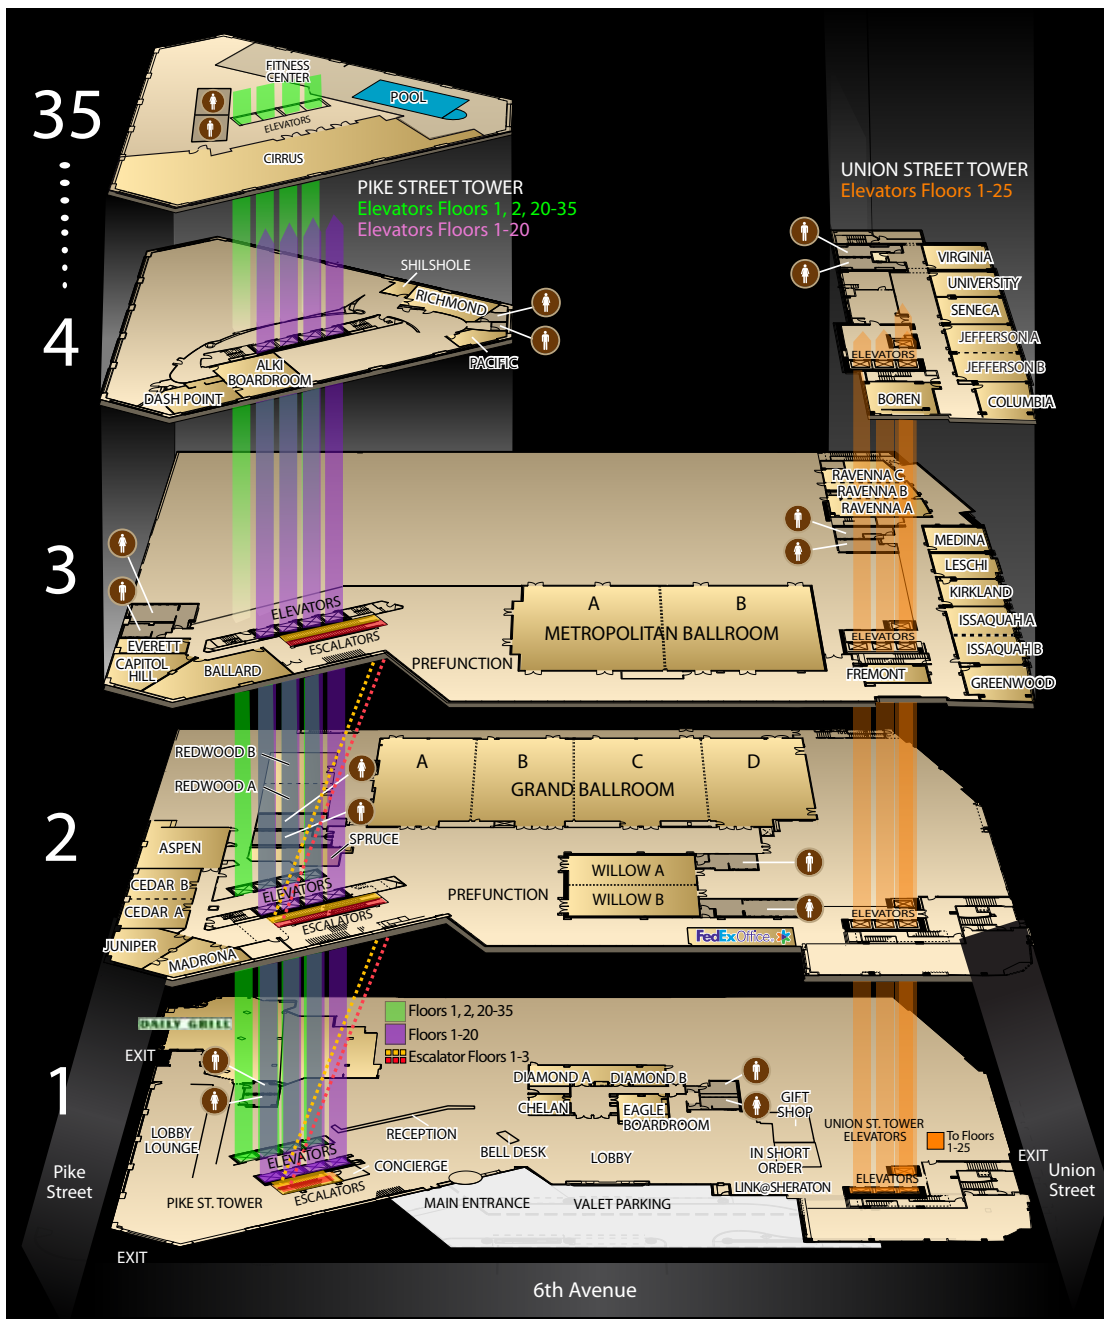 35
FITNESS
CENTER
POOL
ELEVATORS
CIRRUS
PIKE STREET TOWER
Elevators Floors 1, 2, 20-35
Elevators Floors 1-20
UNION STREET TOWER
Elevators Floors 1-25
4
SHILSHOLE
RICHMOND
PACIFIC
ALKI
BOARDROOM
DASH POINT
VIRGINIA
UNIVERSITY
SENECA
JEFFERSON A
JEFFERSON B
ELEVATORS
BOREN
COLUMBIA
3
RAVENNA C
RAVENNA B
RAVENNA A
MEDINA
LESCHI
KIRKLAND
ISSAQUAH A
ISSAQUAH B
GREENWOOD
ELEVATORS
FREMONT
A
B
METROPOLITAN BALLROOM
PREFUNCTION
ELEVATORS
ESCALATORS
EVERETT
CAPITOL
HILL
BALLARD
2
REDWOOD B
REDWOOD A
SPRUCE
A
B
C
D
GRAND BALLROOM
ASPEN
CEDAR B
CEDAR A
JUNIPER
MADRONA
ELEVATORS
ESCALATORS
PREFUNCTION
WILLOW A
WILLOW B
FedEx Office.
ELEVATORS
1
DAILY GRILL
EXIT
Floors 1, 2, 20-35
Floors 1-20
Escalator Floors 1-3
LOBBY
LOUNGE
DIAMOND A
DIAMOND B
CHELAN
EAGLE
BOARDROOM
GIFT
SHOP
RECEPTION
BELL DESK
LOBBY
IN SHORT
ORDER
LINK@SHERATON
UNION ST. TOWER
ELEVATORS
To Floors
1-25
EXIT
ELEVATORS
ELEVATORS
ESCALATORS
CONCIERGE
PIKE ST. TOWER
MAIN ENTRANCE
VALET PARKING
EXIT
Pike
Street
Union
Street
6th Avenue